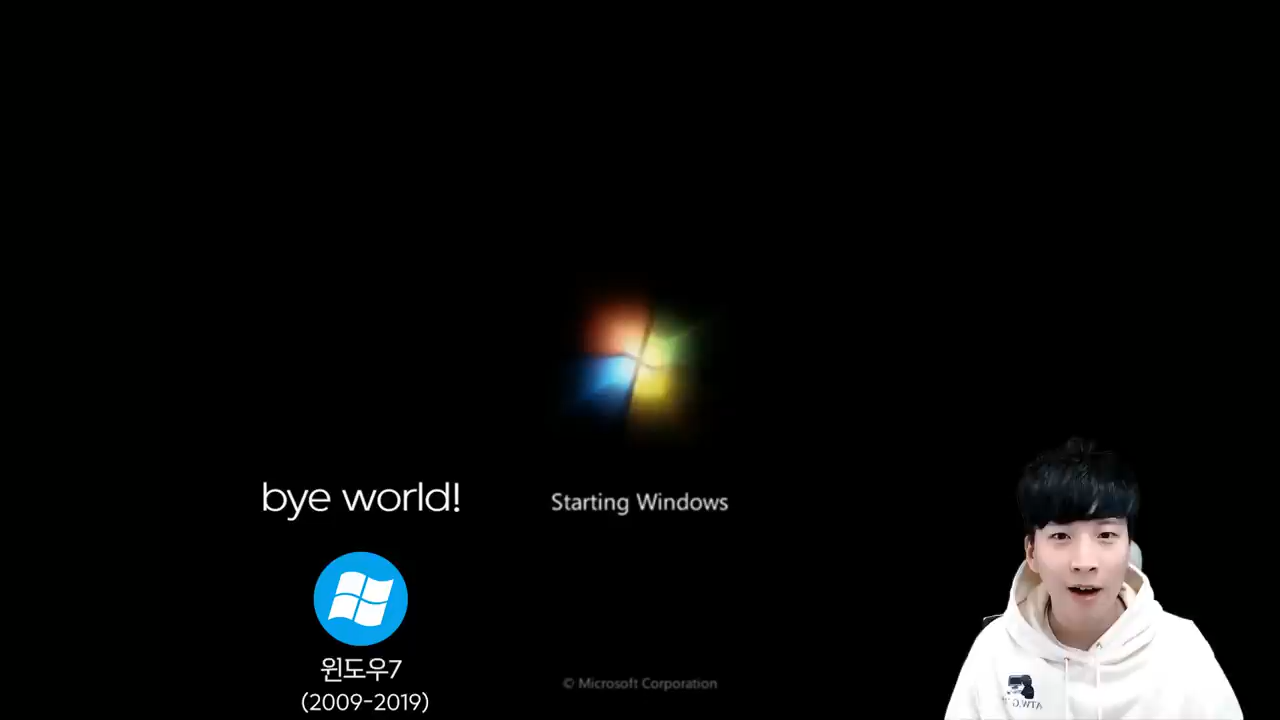 bye world!
Starting Windows
윈도우7
(2009-2019)
© Microsoft Corporation